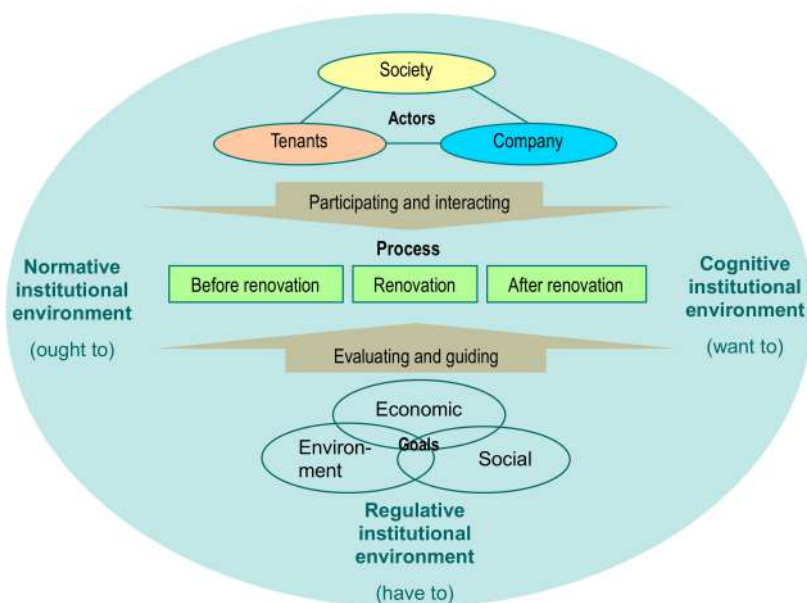 Society
Actors
Tenants
Company
Participating and interacting
Process
Before renovation
Renovation
After renovation
Normative
institutional
environment
(ought to)
Cognitive
institutional
environment
(want to)
Evaluating and guiding
Economic
Goals
Environ-
ment
Social
Regulative
institutional
environment
(have to)